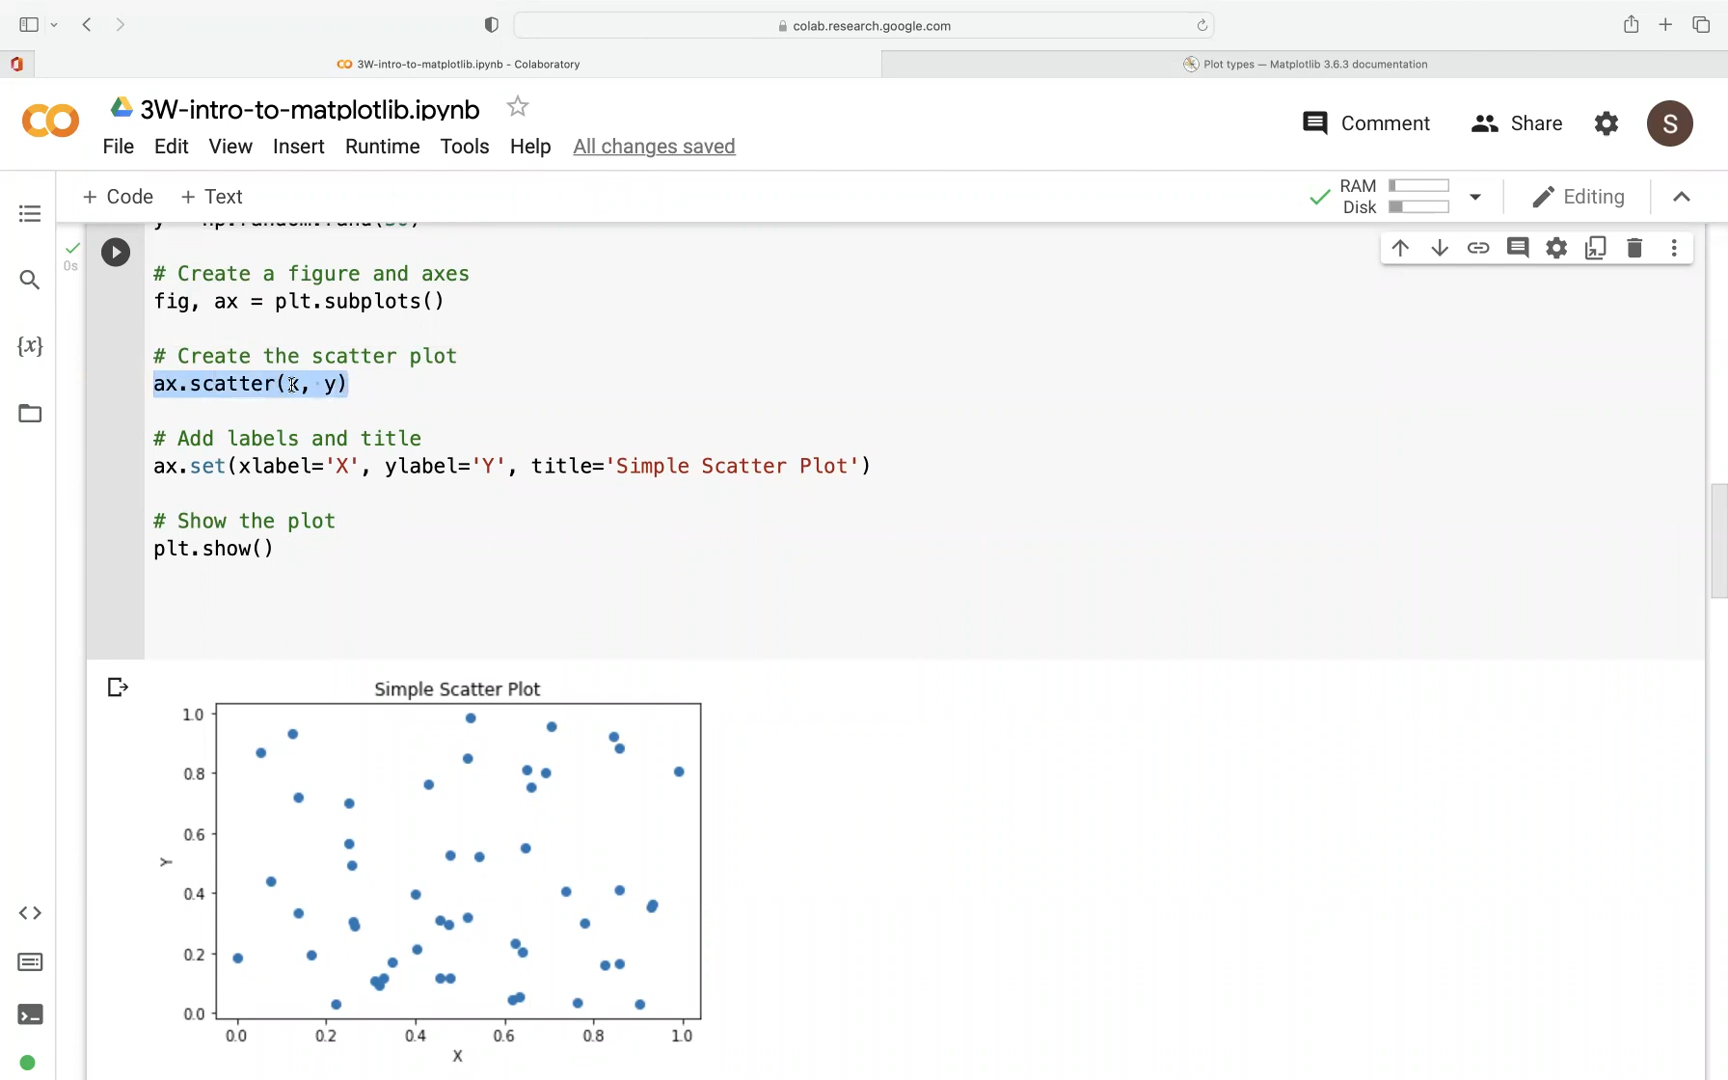 colab.research.google.com
3W-intro-to-matplotlib.ipynb - Colaboratory
Plot types — Matplotlib 3.6.3 documentation
3W-intro-to-matplotlib.ipynb
Comment
Share
S
File Edit View Insert Runtime Tools Help All changes saved
+ Code + Text
RAM
Disk
Editing
0s
y = np.random.rand(50)
# Create a figure and axes
fig, ax = plt.subplots()
# Create the scatter plot
ax.scatter(x, y)
# Add labels and title
ax.set(xlabel='X', ylabel='Y', title='Simple Scatter Plot')
# Show the plot
plt.show()
{x}
Simple Scatter Plot
1.0
0.8
0.6
Y
0.4
0.2
0.0
0.0 0.2 0.4 0.6 0.8 1.0
X